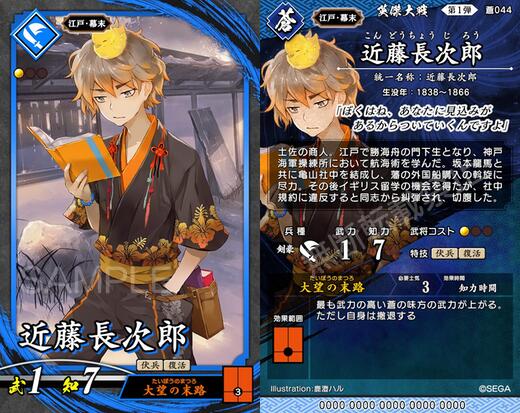 江戸・幕末
SAMPLE
近藤長次郎
伏兵 復活
武1 知7
たいぼうのまつろ
大望の末路
3
蒼
江戸・幕末
英傑大戦
第1弾
蒼044
こんどうちょうじろう
近藤長次郎
統一名称：近藤長次郎
生没年：1838～1866
「ぼくはね、あなたに見込みが
あるからついていくんですよ」
土佐の商人。江戸で勝海舟の門下生となり、神戸
海軍操練所において航海術を学んだ。坂本龍馬と
共に亀山社中を結成し、藩の外国船購入の斡旋に
尽力。その後イギリス留学の機会を得たが、社中
規約に違反すると同志から糾弾され、切腹した。
兵種 武力 知力 武将コスト
剣豪 1 7 特技 伏兵 復活
たいぼうのまつろ 必要士気 効果時間
大望の末路 3 知力時間
効果範囲
最も武力の高い蒼の味方の武力が上がる。
ただし自身は撤退する
Illustration:鹿澄ハル
©SEGA
0000 0000 0000 0000 0000